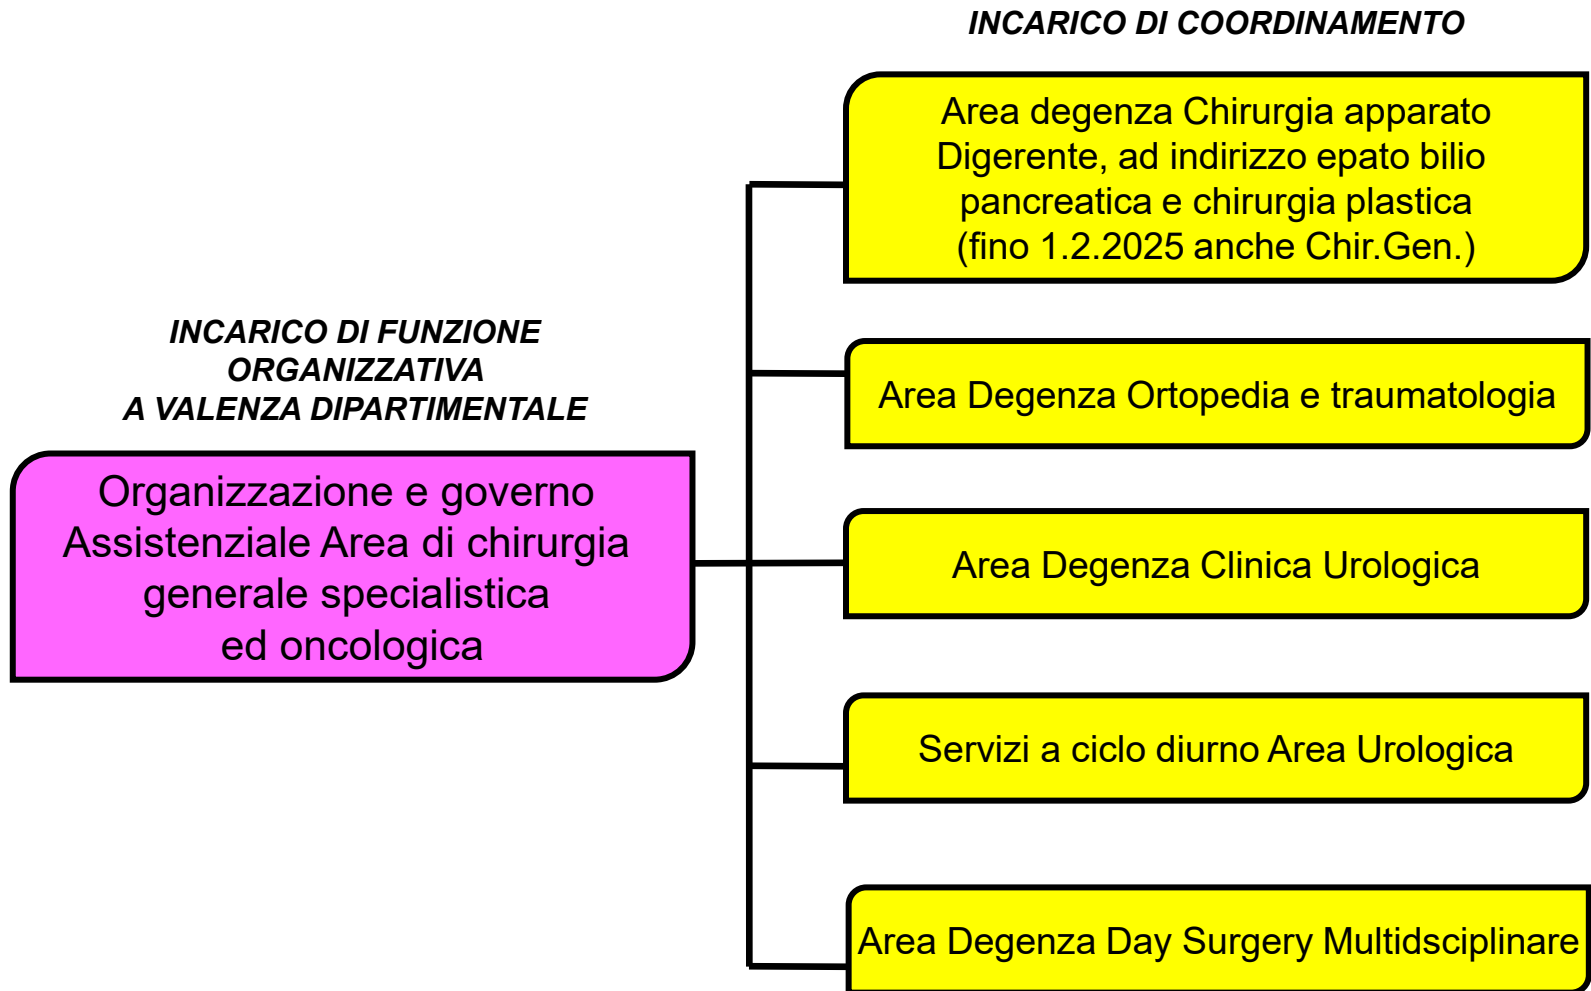 INCARICO DI COORDINAMENTO
Area degenza Chirurgia apparato
Digerente, ad indirizzo epato bilio
pancreatica e chirurgia plastica
(fino 1.2.2025 anche Chir.Gen.)
INCARICO DI FUNZIONE
ORGANIZZATIVA
A VALENZA DIPARTIMENTALE
Organizzazione e governo
Assistenziale Area di chirurgia
generale specialistica
ed oncologica
Area Degenza Ortopedia e traumatologia
Area Degenza Clinica Urologica
Servizi a ciclo diurno Area Urologica
Area Degenza Day Surgery Multidsciplinare